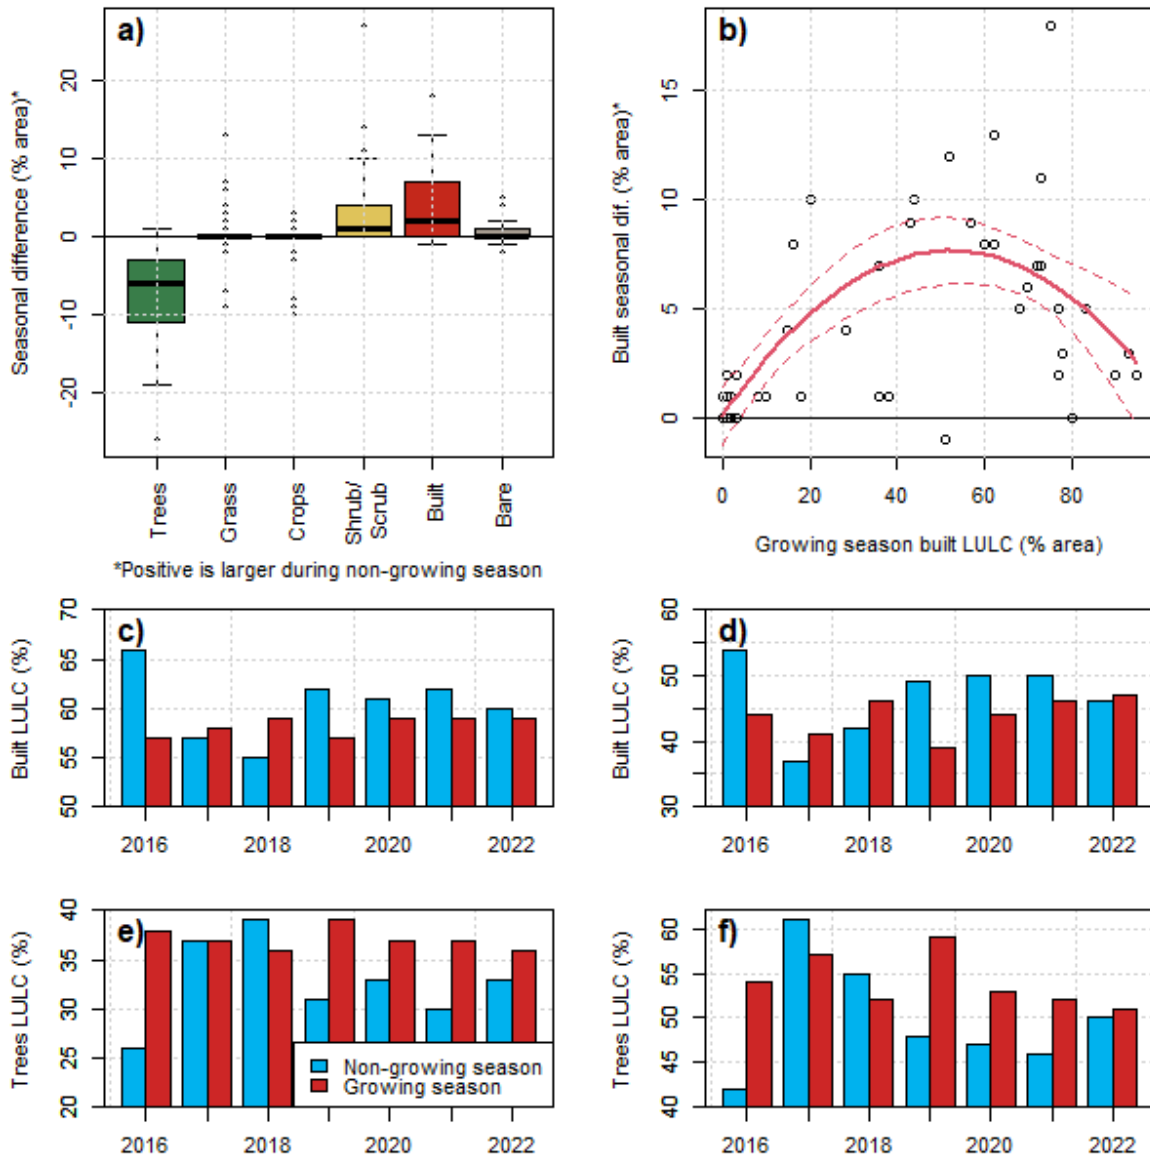 a)
Seasonal difference (% area)*
20
10
0
-10
-20
Trees
Grass
Crops
Shrub/
Scrub
Built
Bare
*Positive is larger during non-growing season
b)
Built seasonal dif. (% area)*
15
10
5
0
0 20 40 60 80
Growing season built LULC (% area)
c)
Built LULC (%)
70
65
60
55
50
2016 2018 2020 2022
d)
Built LULC (%)
60
50
40
30
2016 2018 2020 2022
e)
Trees LULC (%)
40
35
30
25
20
Non-growing season
Growing season
2016 2018 2020 2022
f)
Trees LULC (%)
60
55
50
45
40
2016 2018 2020 2022